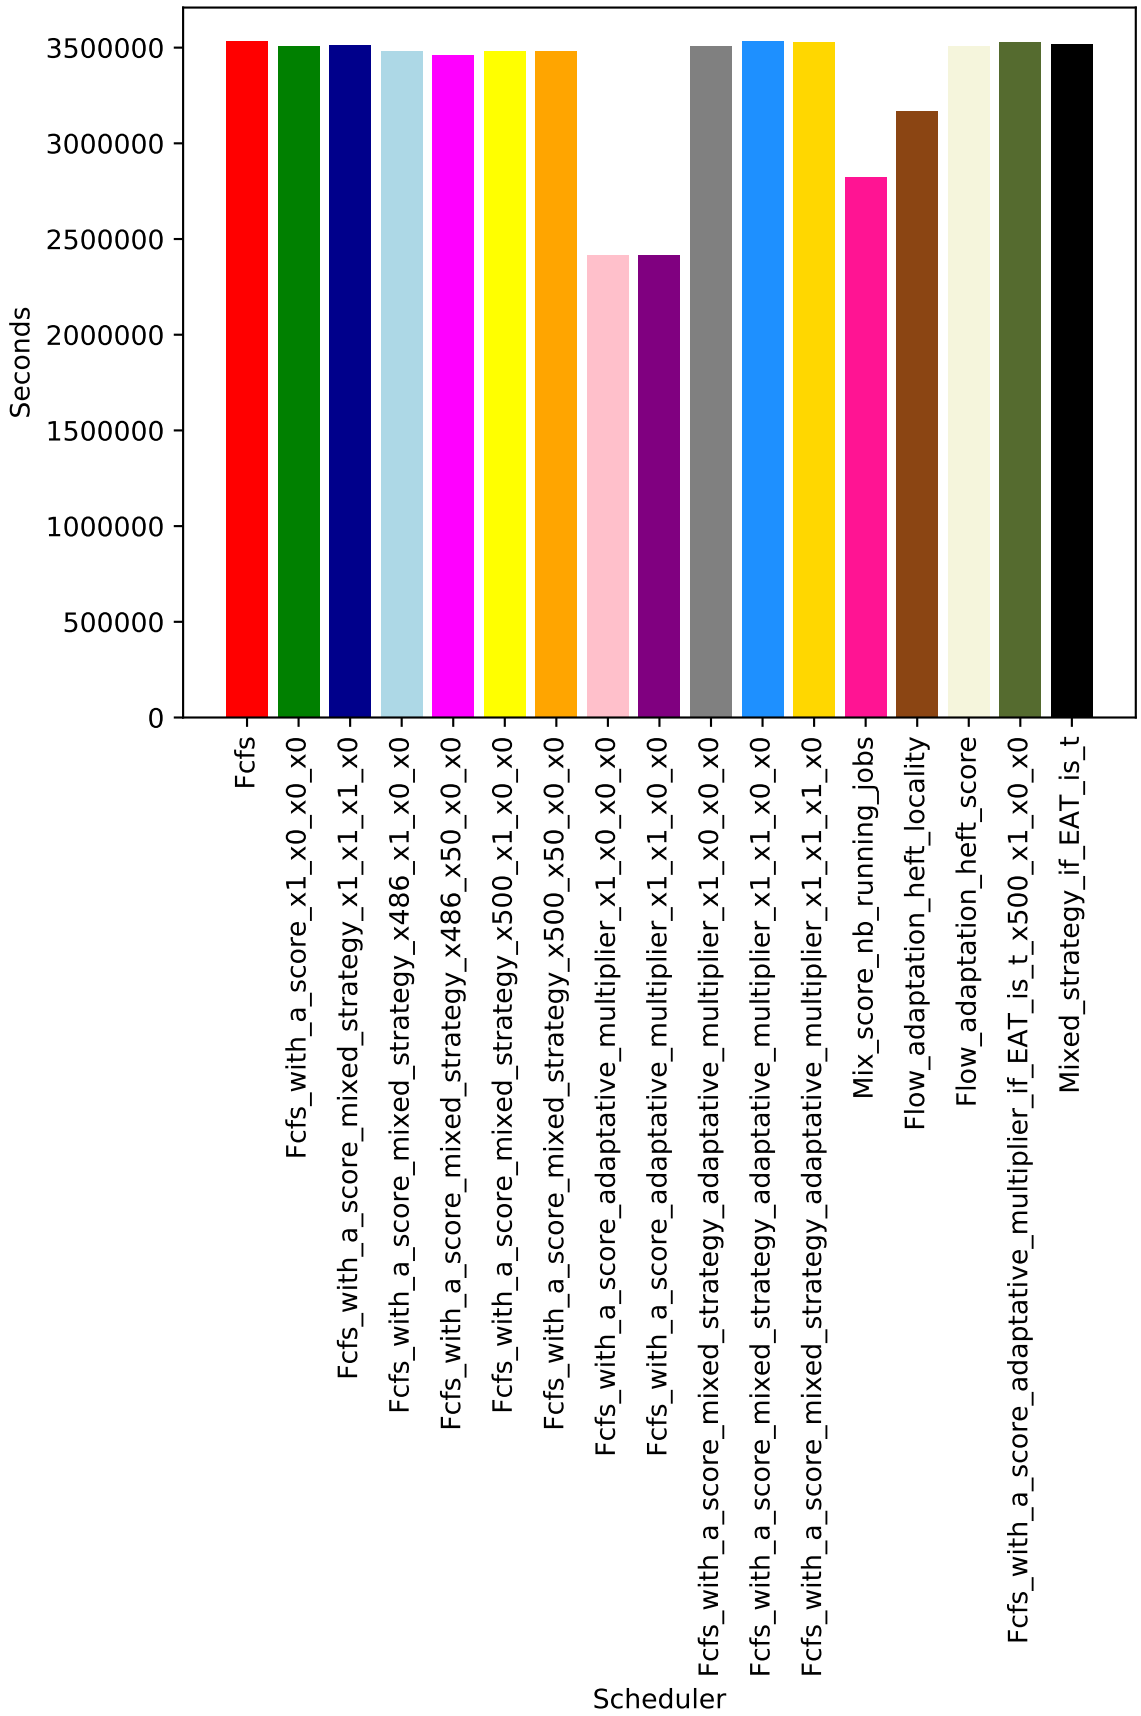 Seconds
3500000
3000000
2500000
2000000
1500000
1000000
500000
0
Fcfs
Fcfs_with_a_score_x1_x0_x0_x0
Fcfs_with_a_score_mixed_strategy_x1_x1_x1_x0
Fcfs_with_a_score_mixed_strategy_x486_x1_x0_x0
Fcfs_with_a_score_mixed_strategy_x486_x50_x0_x0
Fcfs_with_a_score_mixed_strategy_x500_x1_x0_x0
Fcfs_with_a_score_mixed_strategy_x500_x50_x0_x0
Fcfs_with_a_score_adaptative_multiplier_x1_x0_x0_x0
Fcfs_with_a_score_adaptative_multiplier_x1_x1_x0_x0
Fcfs_with_a_score_mixed_strategy_adaptative_multiplier_x1_x0_x0_x0
Fcfs_with_a_score_mixed_strategy_adaptative_multiplier_x1_x1_x0_x0
Fcfs_with_a_score_mixed_strategy_adaptative_multiplier_x1_x1_x1_x0
Mix_score_nb_running_jobs
Flow_adaptation_heft_locality
Flow_adaptation_heft_score
Fcfs_with_a_score_adaptative_multiplier_if_EAT_is_t_x500_x1_x0_x0
Mixed_strategy_if_EAT_is_t
Scheduler